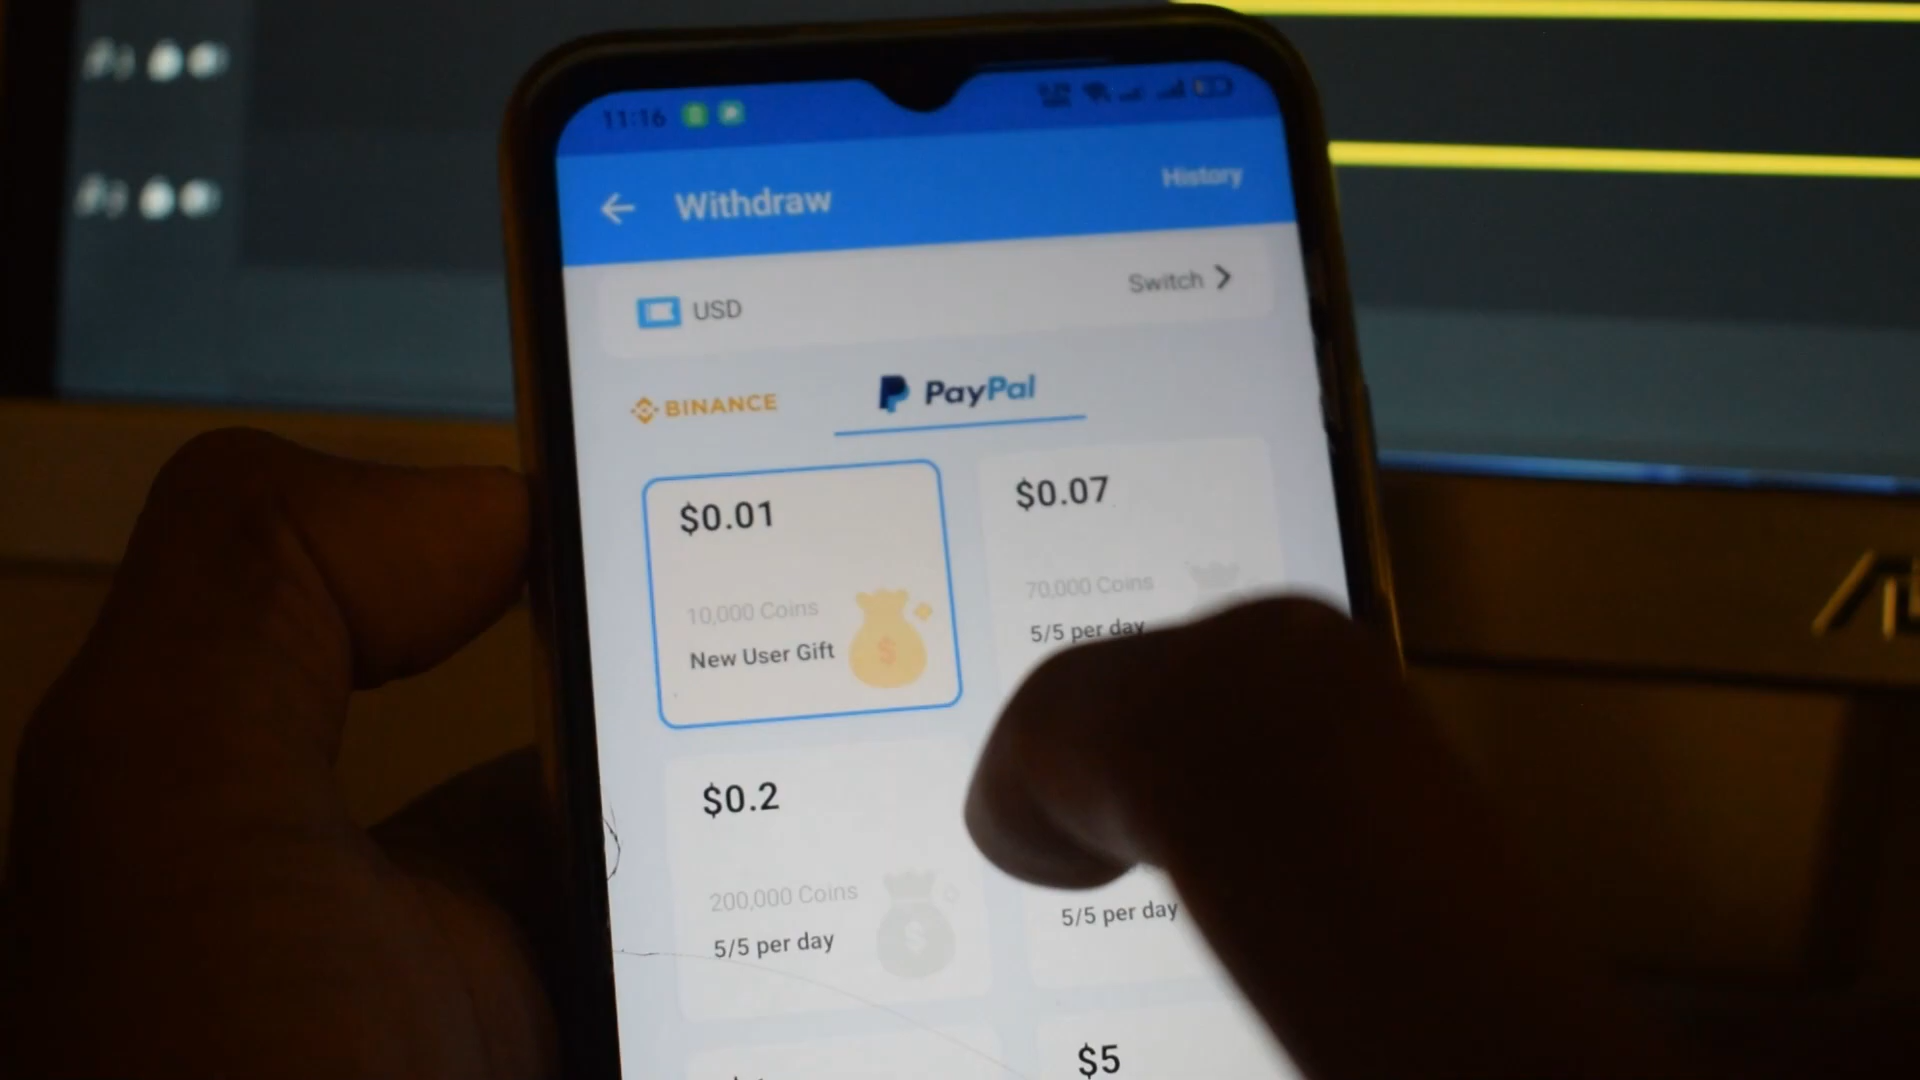 11:16
Withdraw
History
USD
Switch
BINANCE
PayPal
$0.01
10,000 Coins
New User Gift
$0.07
70,000 Coins
5/5 per day
$0.2
200,000 Coins
5/5 per day
5/5 per day
$5